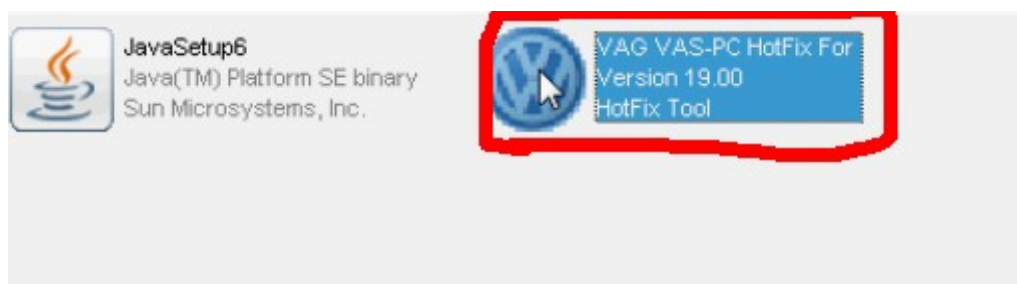 JavaSetup6
Java(TM) Platform SE binary
Sun Microsystems, Inc.
VAG VAS-PC HotFix For
Version 19.00
HotFix Tool